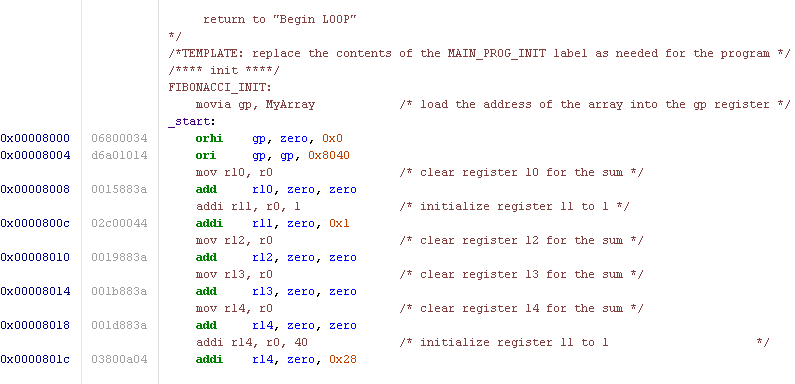 return to "Begin LOOP"
*/
/*TEMPLATE: replace the contents of the MAIN_PROG_INIT label as needed for the program */
/**** init ****/
FIBONACCI_INIT:
movia gp, MyArray /* load the address of the array into the gp register */
_start:
0x00008000 06800034 orhi gp, zero, 0x0
0x00008004 d6a01014 ori gp, gp, 0x8040
mov r10, r0 /* clear register 10 for the sum */
0x00008008 0015883a add r10, zero, zero
addi r11, r0, 1 /* initialize register 11 to 1 */
0x0000800c 02c00044 addi r11, zero, 0x1
mov r12, r0 /* clear register 12 for the sum */
0x00008010 0019883a add r12, zero, zero
mov r13, r0 /* clear register 13 for the sum */
0x00008014 001b883a add r13, zero, zero
mov r14, r0 /* clear register 14 for the sum */
0x00008018 001d883a add r14, zero, zero
addi r14, r0, 40 /* initialize register 11 to 1 */
0x0000801c 03800a04 addi r14, zero, 0x28